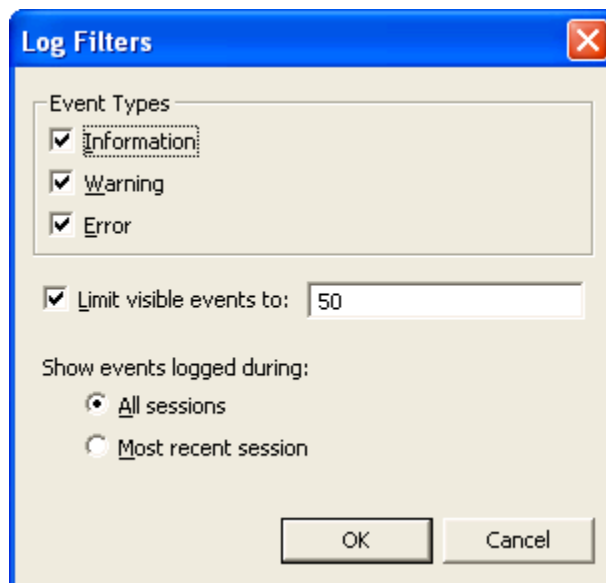 Log Filters
Event Types
Information
Warning
Error
Limit visible events to: 50
Show events logged during:
All sessions
Most recent session
OK Cancel